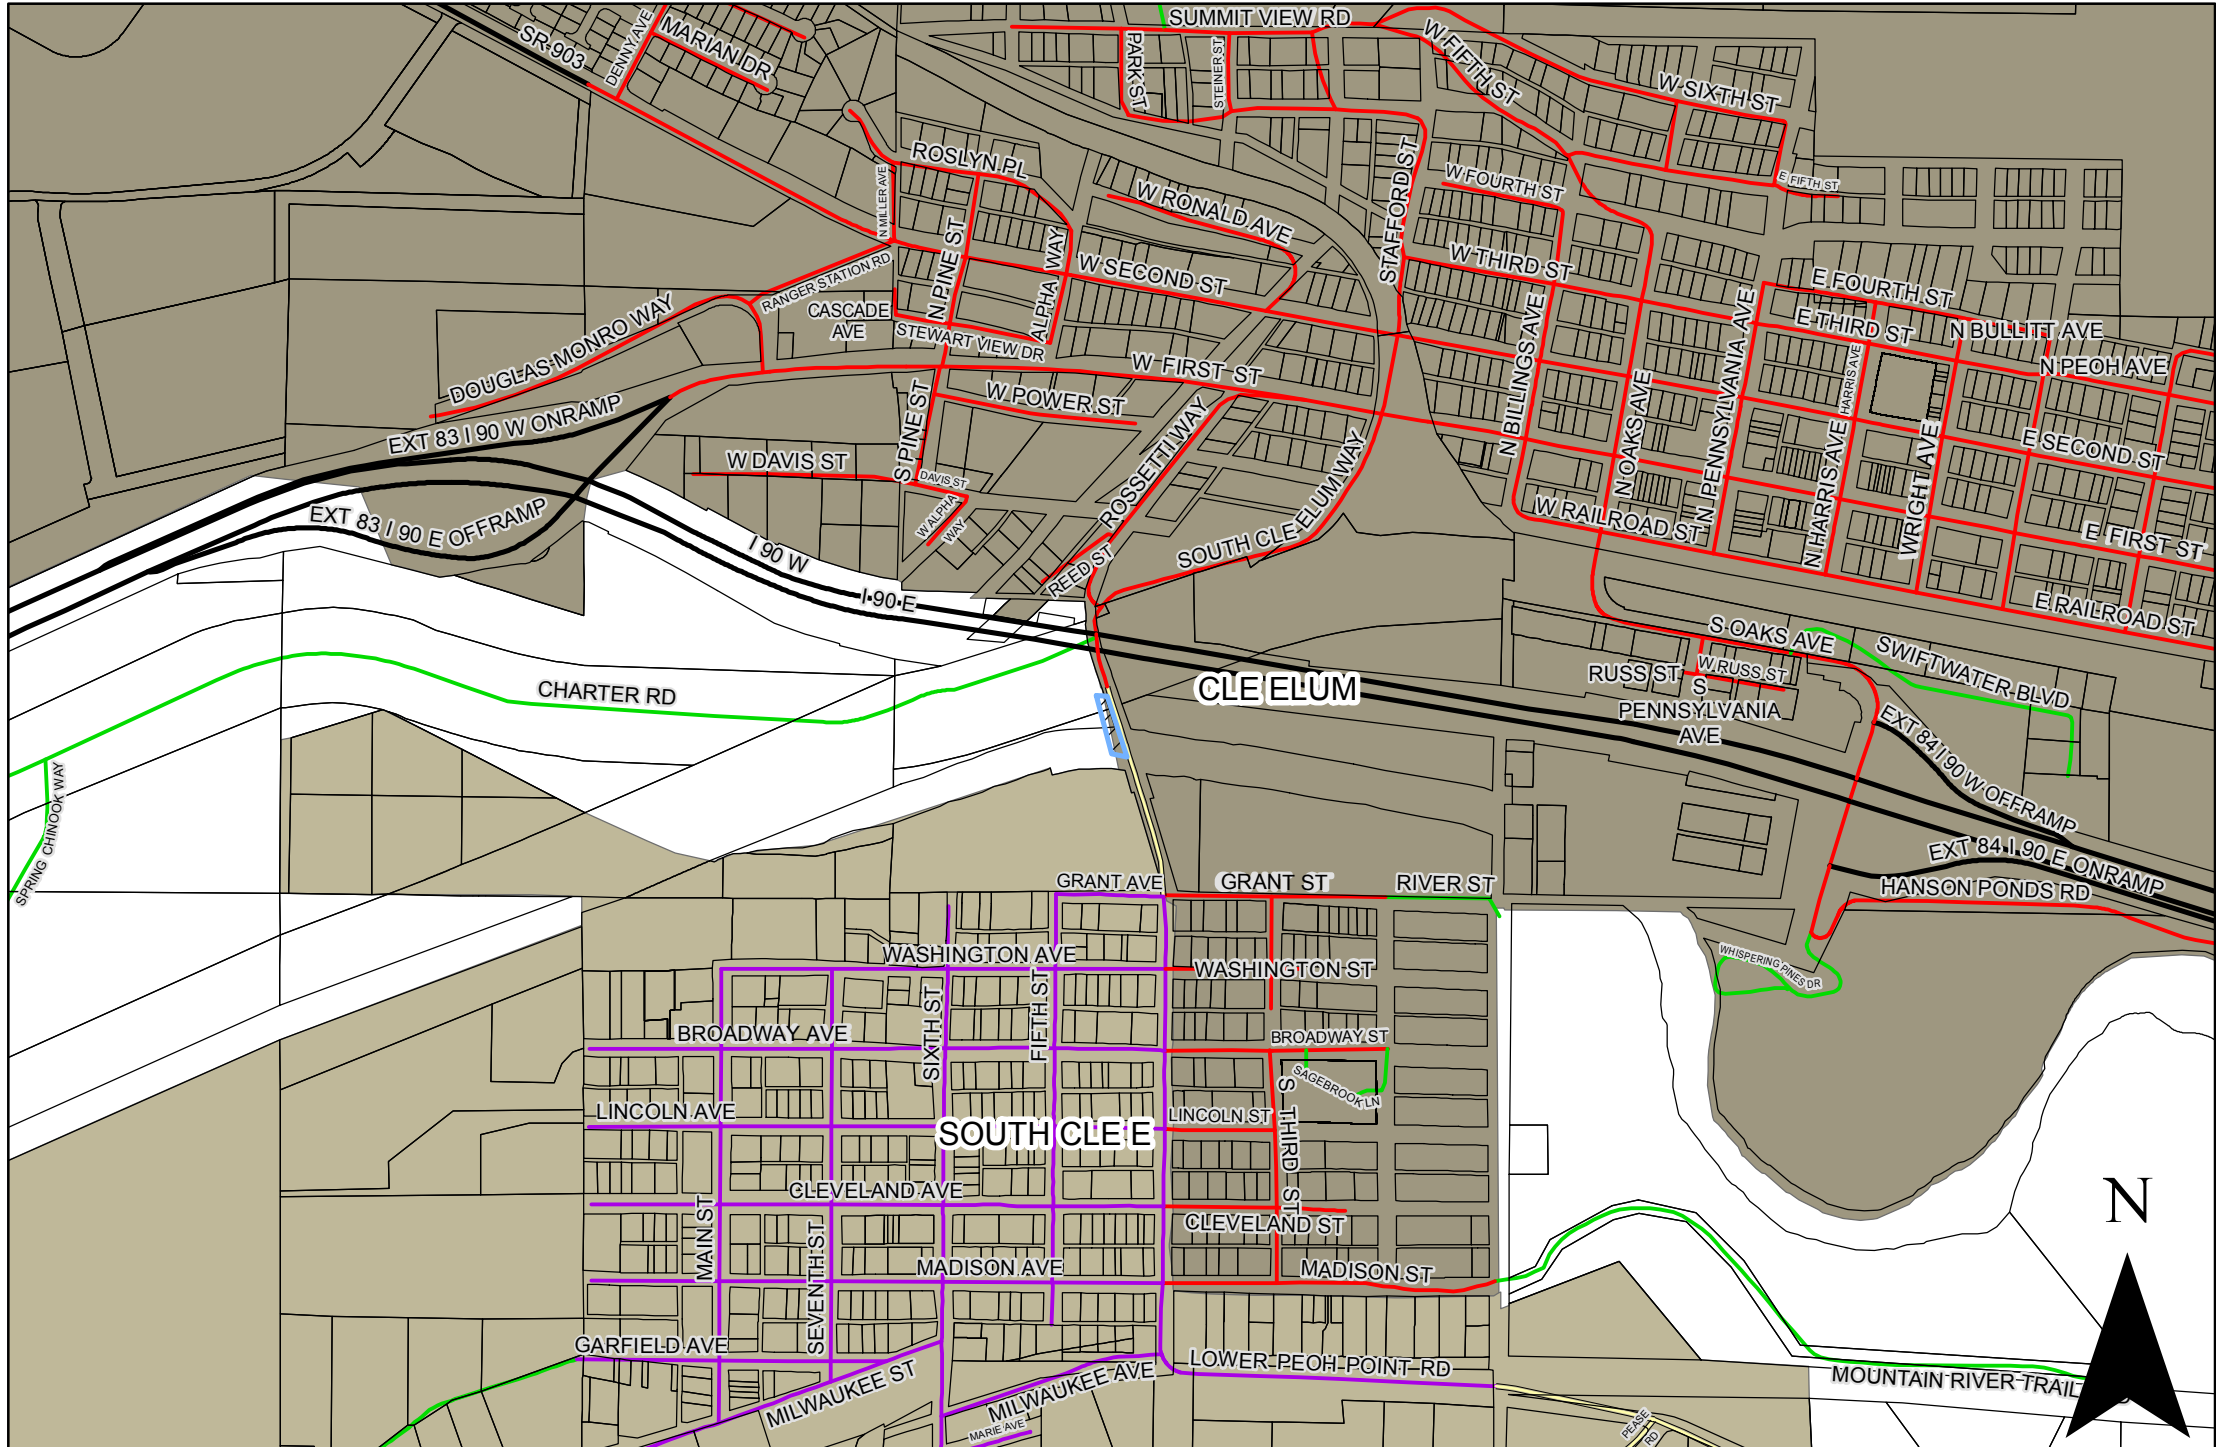 SUMMIT VIEW RD
SR-903
DENNY AVE
MARIAN DR
PARK ST
STEINER ST
W FIFTH ST
W SIXTH ST
ROSLYN PL
N MILLER AVE
W RONALD AVE
STAFFORD ST
W FOURTH ST
E FIFTH ST
RANGER STATION RD
N PINE ST
ALPHA WAY
W SECOND ST
W THIRD ST
E FOURTH ST
CASCADE
AVE
STEWART VIEW DR
E THIRD ST
N BULLITT AVE
DOUGLAS MONRO WAY
W FIRST ST
N PEOH AVE
EXT 83 I 90 W ONRAMP
W POWER ST
S PINE ST
N BILLINGS AVE
N OAKS AVE
N PENNSYLVANIA AVE
HARRIS AVE
W DAVIS ST
DAVIS ST
ROSSETTI WAY
N HARRIS AVE
WRIGHT AVE
E SECOND ST
EXT 83 I 90 E OFFRAMP
W ALPHA
WAY
SOUTH CLE ELUM WAY
W RAILROAD ST
E FIRST ST
I 90 W
REED ST
I 90 E
E RAILROAD ST
S OAKS AVE
SWIFTWATER BLVD
CHARTER RD
CLE ELUM
RUSS ST
W RUSS ST
S
PENNSYLVANIA
AVE
EXT 84 I 90 W OFFRAMP
SPRING CHINOOK WAY
EXT 84 I 90 E ONRAMP
GRANT AVE
GRANT ST
RIVER ST
HANSON PONDS RD
WASHINGTON AVE
WASHINGTON ST
WHISPERING PINES DR
SIXTH ST
FIFTH ST
BROADWAY AVE
BROADWAY ST
SAGEBROOK LN
LINCOLN AVE
LINCOLN ST
SOUTH CLE E
S THIRD ST
CLEVELAND AVE
CLEVELAND ST
N
MAIN ST
SEVENTH ST
MADISON AVE
MADISON ST
GARFIELD AVE
MILWAUKEE ST
MILWAUKEE AVE
LOWER PEOH POINT RD
MOUNTAIN RIVER TRAIL
MARIE AVE
PEASE
RD